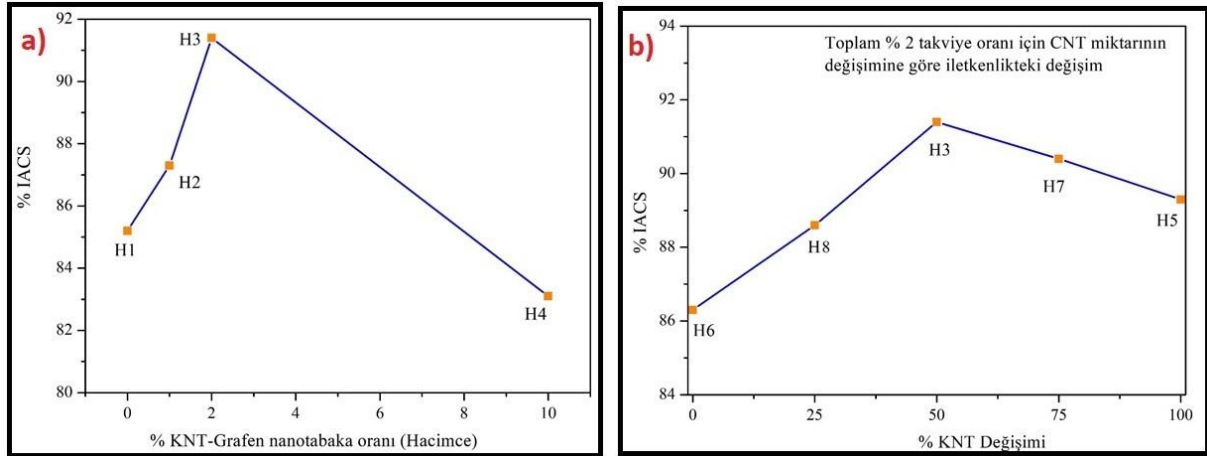 a)
92
90
88
86
84
82
80
% IACS
H1
H2
H3
H4
0
2
4
6
8
10
% KNT-Grafen nanotabaka oranı (Hacimce)
b)
Toplam % 2 takviye oranı için CNT miktarının
değişimine göre iletkenlikteki değişim
94
92
90
88
86
84
% IACS
H6
H8
H3
H7
H5
0
25
50
75
100
% KNT Değişimi